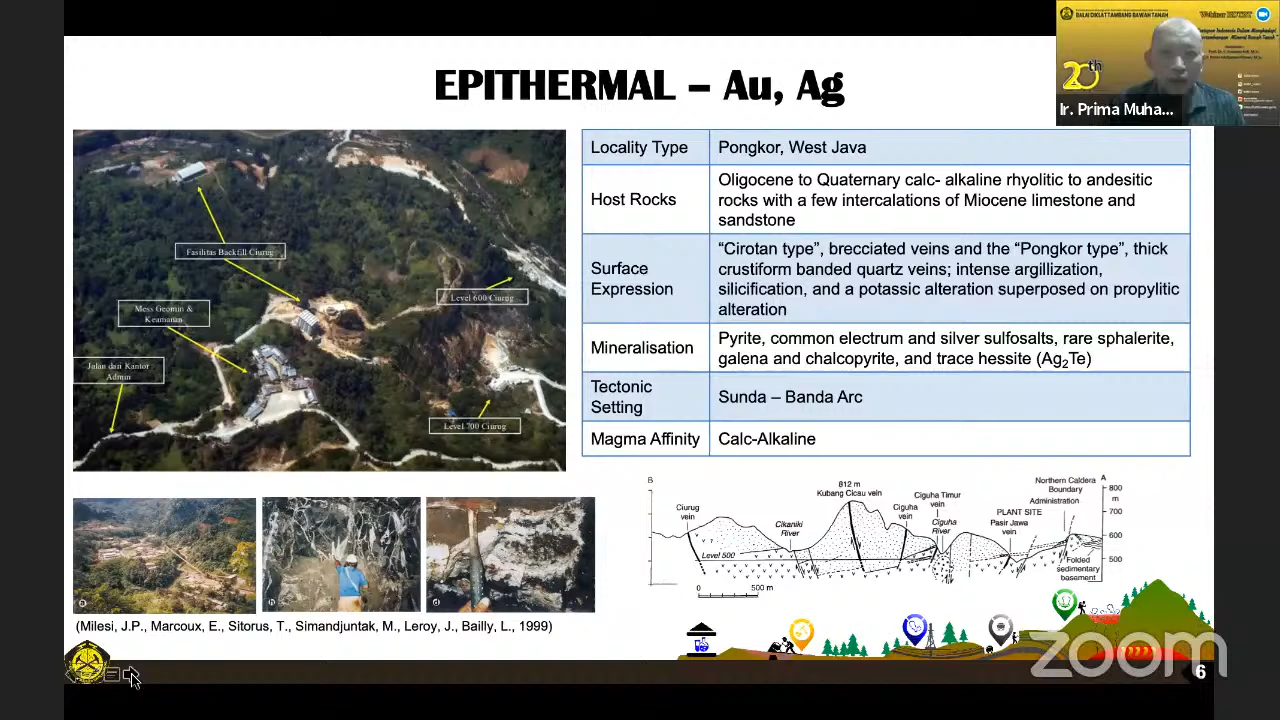 BALAI DIKLAT TAMBANG BAWAH TANAH
20th
Ir. Prima Muha...
EPITHERMAL – Au, Ag
Fasilitas Backfill Ciurug
Mess Geomin &
Keamanan
Jalan dari Kantor
Admin
Level 600 Ciurug
Level 700 Ciurug
Locality Type
Pongkor, West Java
Host Rocks
Oligocene to Quaternary calc- alkaline rhyolitic to andesitic
rocks with a few intercalations of Miocene limestone and
sandstone
Surface
Expression
“Cirotan type”, brecciated veins and the “Pongkor type”, thick
crustiform banded quartz veins; intense argillization,
silicification, and a potassic alteration superposed on propylitic
alteration
Mineralisation
Pyrite, common electrum and silver sulfosalts, rare sphalerite,
galena and chalcopyrite, and trace hessite (Ag₂Te)
Tectonic
Setting
Sunda – Banda Arc
Magma Affinity
Calc-Alkaline
a
b
d
(Milesi, J.P., Marcoux, E., Sitorus, T., Simandjuntak, M., Leroy, J., Bailly, L., 1999)
B
Ciurug
vein
Cikaniki
River
812 m
Kubang Cicau vein
Ciguha
vein
Ciguha Timur
vein
Ciguha
River
Northern Caldera
Boundary
Administration
PLANT SITE
Pasir Jawa
vein
A
800
m
700
600
500
Level 500
Folded
sedimentary
basement
0
500 m
zoom
6